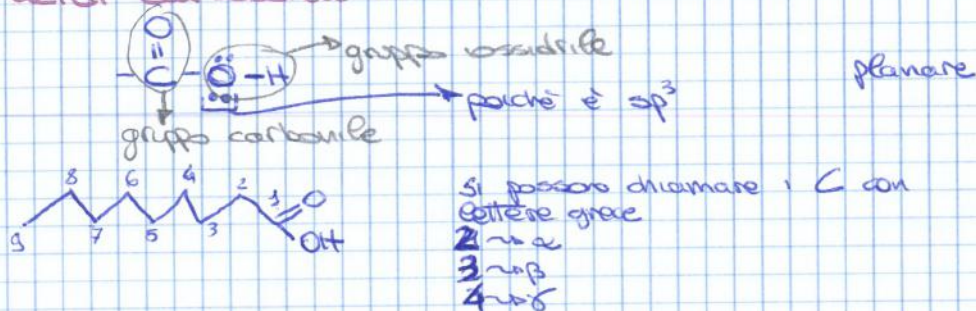 O
||
- C - Ö - H
gruppo ossidrile
planare
poiché è sp³
gruppo carbonile
8 6 4 2 1 O
9 7 5 3 OH
si possono chiamare i C con
lettere grece
2 ~> α
3 ~> β
4 ~> γ